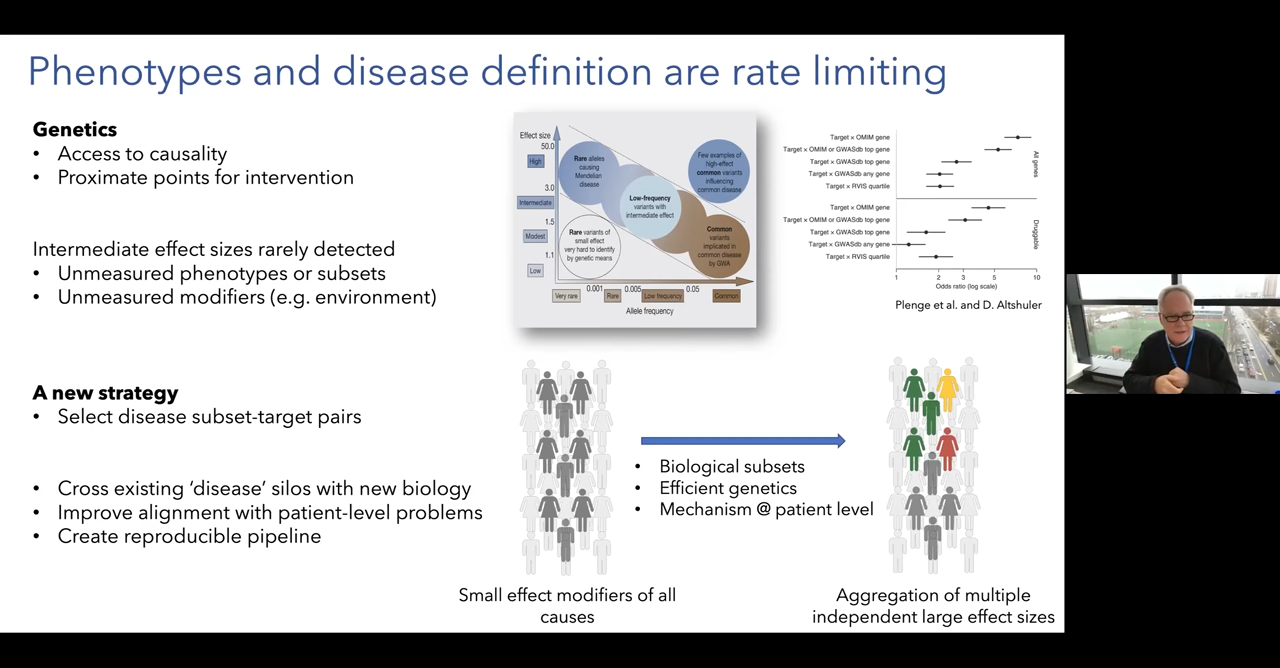 Phenotypes and disease definition are rate limiting
Genetics
• Access to causality
• Proximate points for intervention
Intermediate effect sizes rarely detected
• Unmeasured phenotypes or subsets
• Unmeasured modifiers (e.g. environment)
A new strategy
• Select disease subset-target pairs
• Cross existing ‘disease’ silos with new biology
• Improve alignment with patient-level problems
• Create reproducible pipeline
Effect size
50.0
High
3.0
Intermediate
1.5
Modest
1.1
Low
Rare alleles
causing
Mendelian
disease
Few examples of
high-effect
common variants
influencing
common disease
Low-frequency
variants with
intermediate effect
Rare variants of
small effect
very hard to identify
by genetic means
Common
variants
implicated in
common disease
by GWA
0.001
0.005
0.05
Very rare
Rare
Low frequency
Common
Allele frequency
Target × OMIM gene
Target × OMIM or GWASdb top gene
Target × GWASdb top gene
Target × GWASdb any gene
Target × RVIS quartile
All genes
Target × OMIM gene
Target × OMIM or GWASdb top gene
Target × GWASdb top gene
Target × GWASdb any gene
Target × RVIS quartile
Druggable
1 2 3 5 10
Odds ratio (log scale)
Plenge et al. and D. Altshuler
• Biological subsets
• Efficient genetics
• Mechanism @ patient level
Small effect modifiers of all
causes
Aggregation of multiple
independent large effect sizes